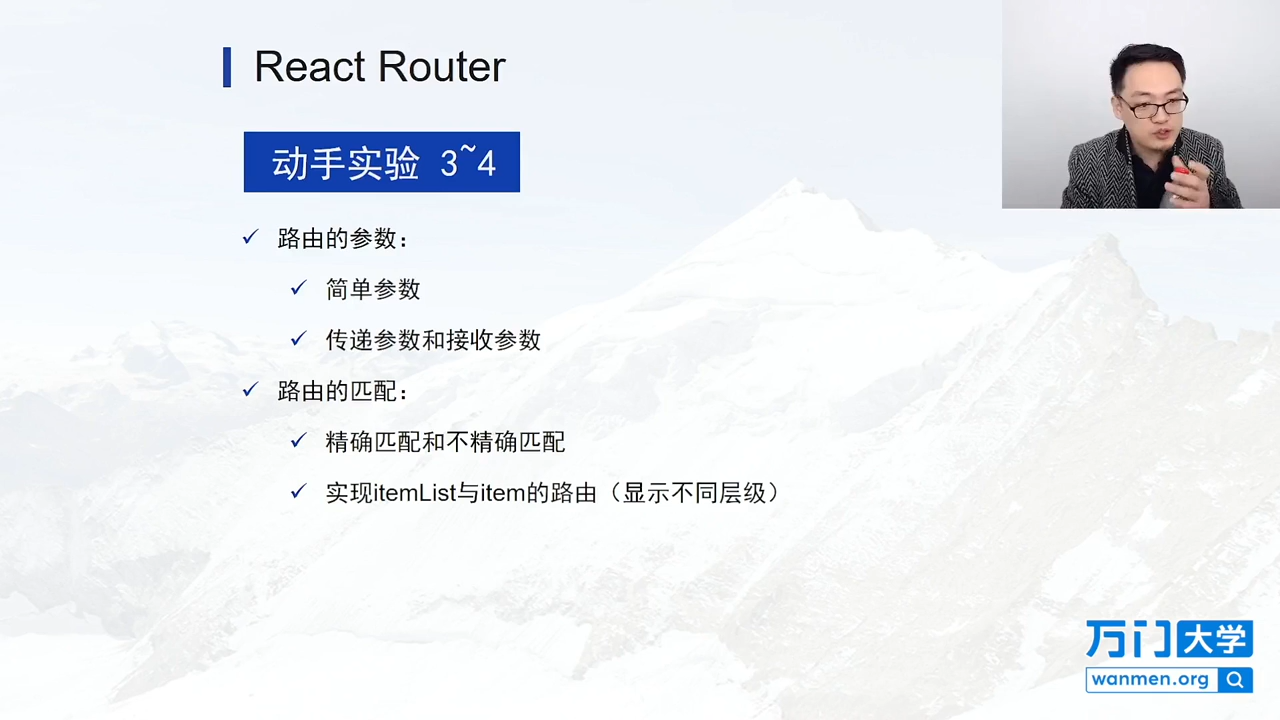 React Router
动手实验 3~4
路由的参数：
简单参数
传递参数和接收参数
路由的匹配：
精确匹配和不精确匹配
实现itemList与item的路由（显示不同层级）
万门大学
wanmen.org